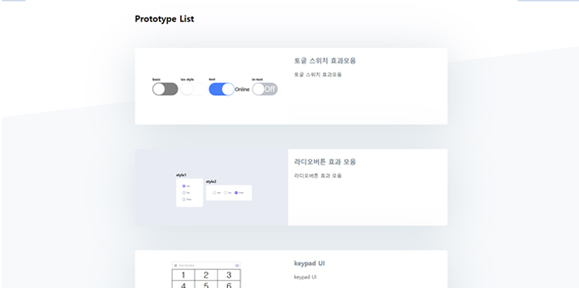 Prototype List
토글 스위치 효과모음
토글 스위치 효과모음
basic ios style text in text
Online Off
라디오버튼 효과 모음
라디오버튼 효과 모음
style1
style2
keypad UI
keypad UI
1 2 3
4 5 6